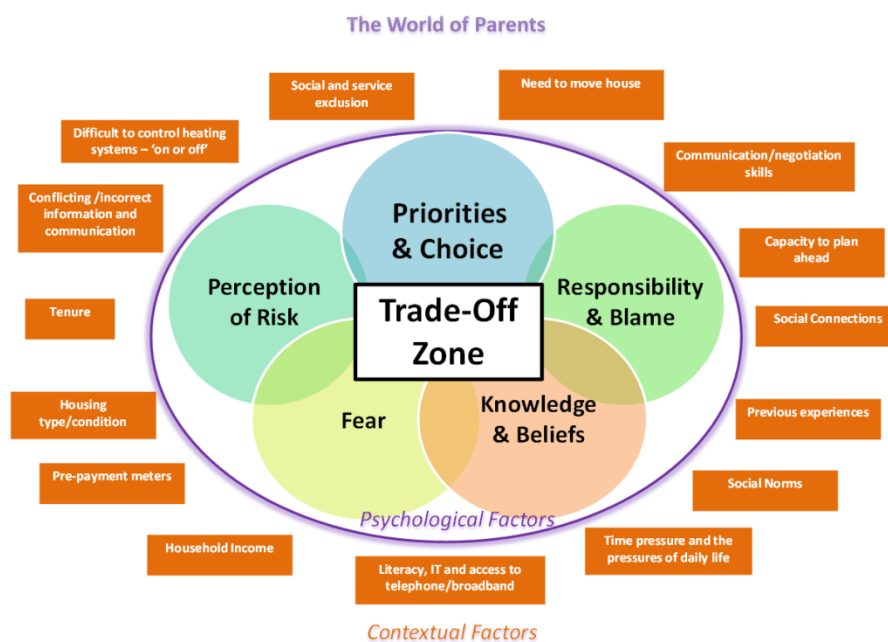 The World of Parents
Social and service
exclusion
Need to move house
Difficult to control heating
systems – ‘on or off’
Communication/negotiation
skills
Conflicting /incorrect
information and
communication
Priorities
& Choice
Capacity to plan
ahead
Perception
of Risk
Responsibility
& Blame
Tenure
Trade-Off
Zone
Social Connections
Housing
type/condition
Fear
Knowledge
& Beliefs
Previous experiences
Pre-payment meters
Social Norms
Psychological Factors
Household Income
Time pressure and the
pressures of daily life
Literacy, IT and access to
telephone/broadband
Contextual Factors